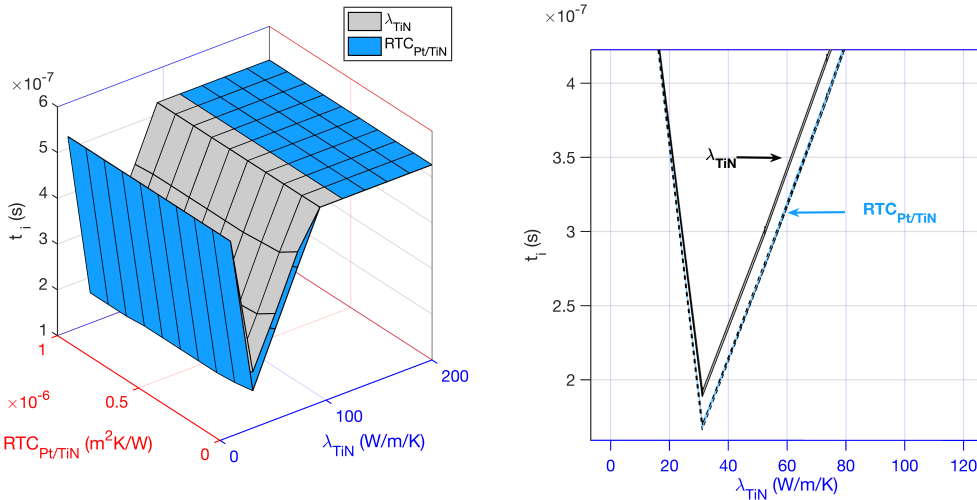 λTiN
RTCPt/TiN
×10-7
6
5
4
3
2
1
ti (s)
1
0.5
0
×10-6
RTCPt/TiN (m2K/W)
0
100
200
λTiN (W/m/K)
×10-7
4
3.5
3
2.5
2
ti (s)
λTiN
RTCPt/TiN
0 20 40 60 80 100 120
λTiN (W/m/K)